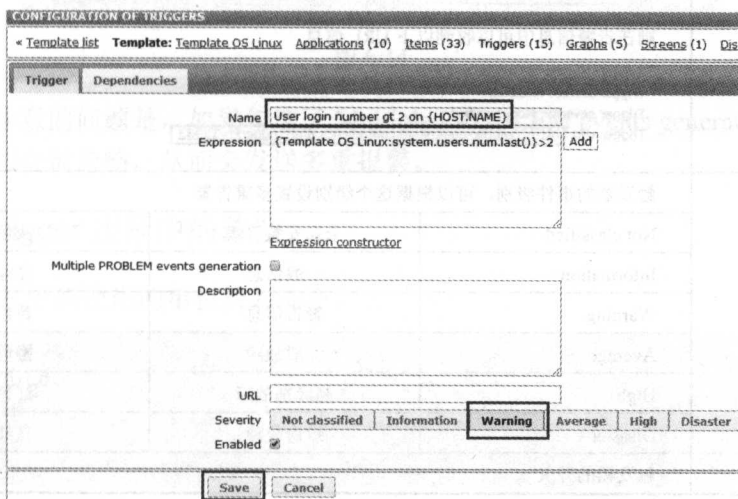 CONFIGURATION OF TRIGGERS
« Template list Template: Template OS Linux Applications (10) Items (33) Triggers (15) Graphs (5) Screens (1) Dis
Trigger Dependencies
Name User login number gt 2 on {HOST.NAME}
Expression {Template OS Linux:system.users.num.last()}>2 Add
Expression constructor
Multiple PROBLEM events generation
Description
URL
Severity Not classified Information Warning Average High Disaster
Enabled
Save Cancel